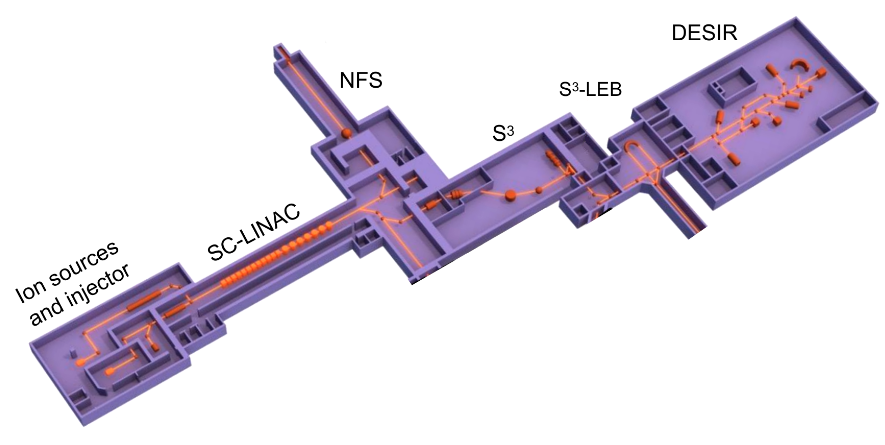 DESIR
NFS
S³-LEB
S³
SC-LINAC
Ion sources
and injector